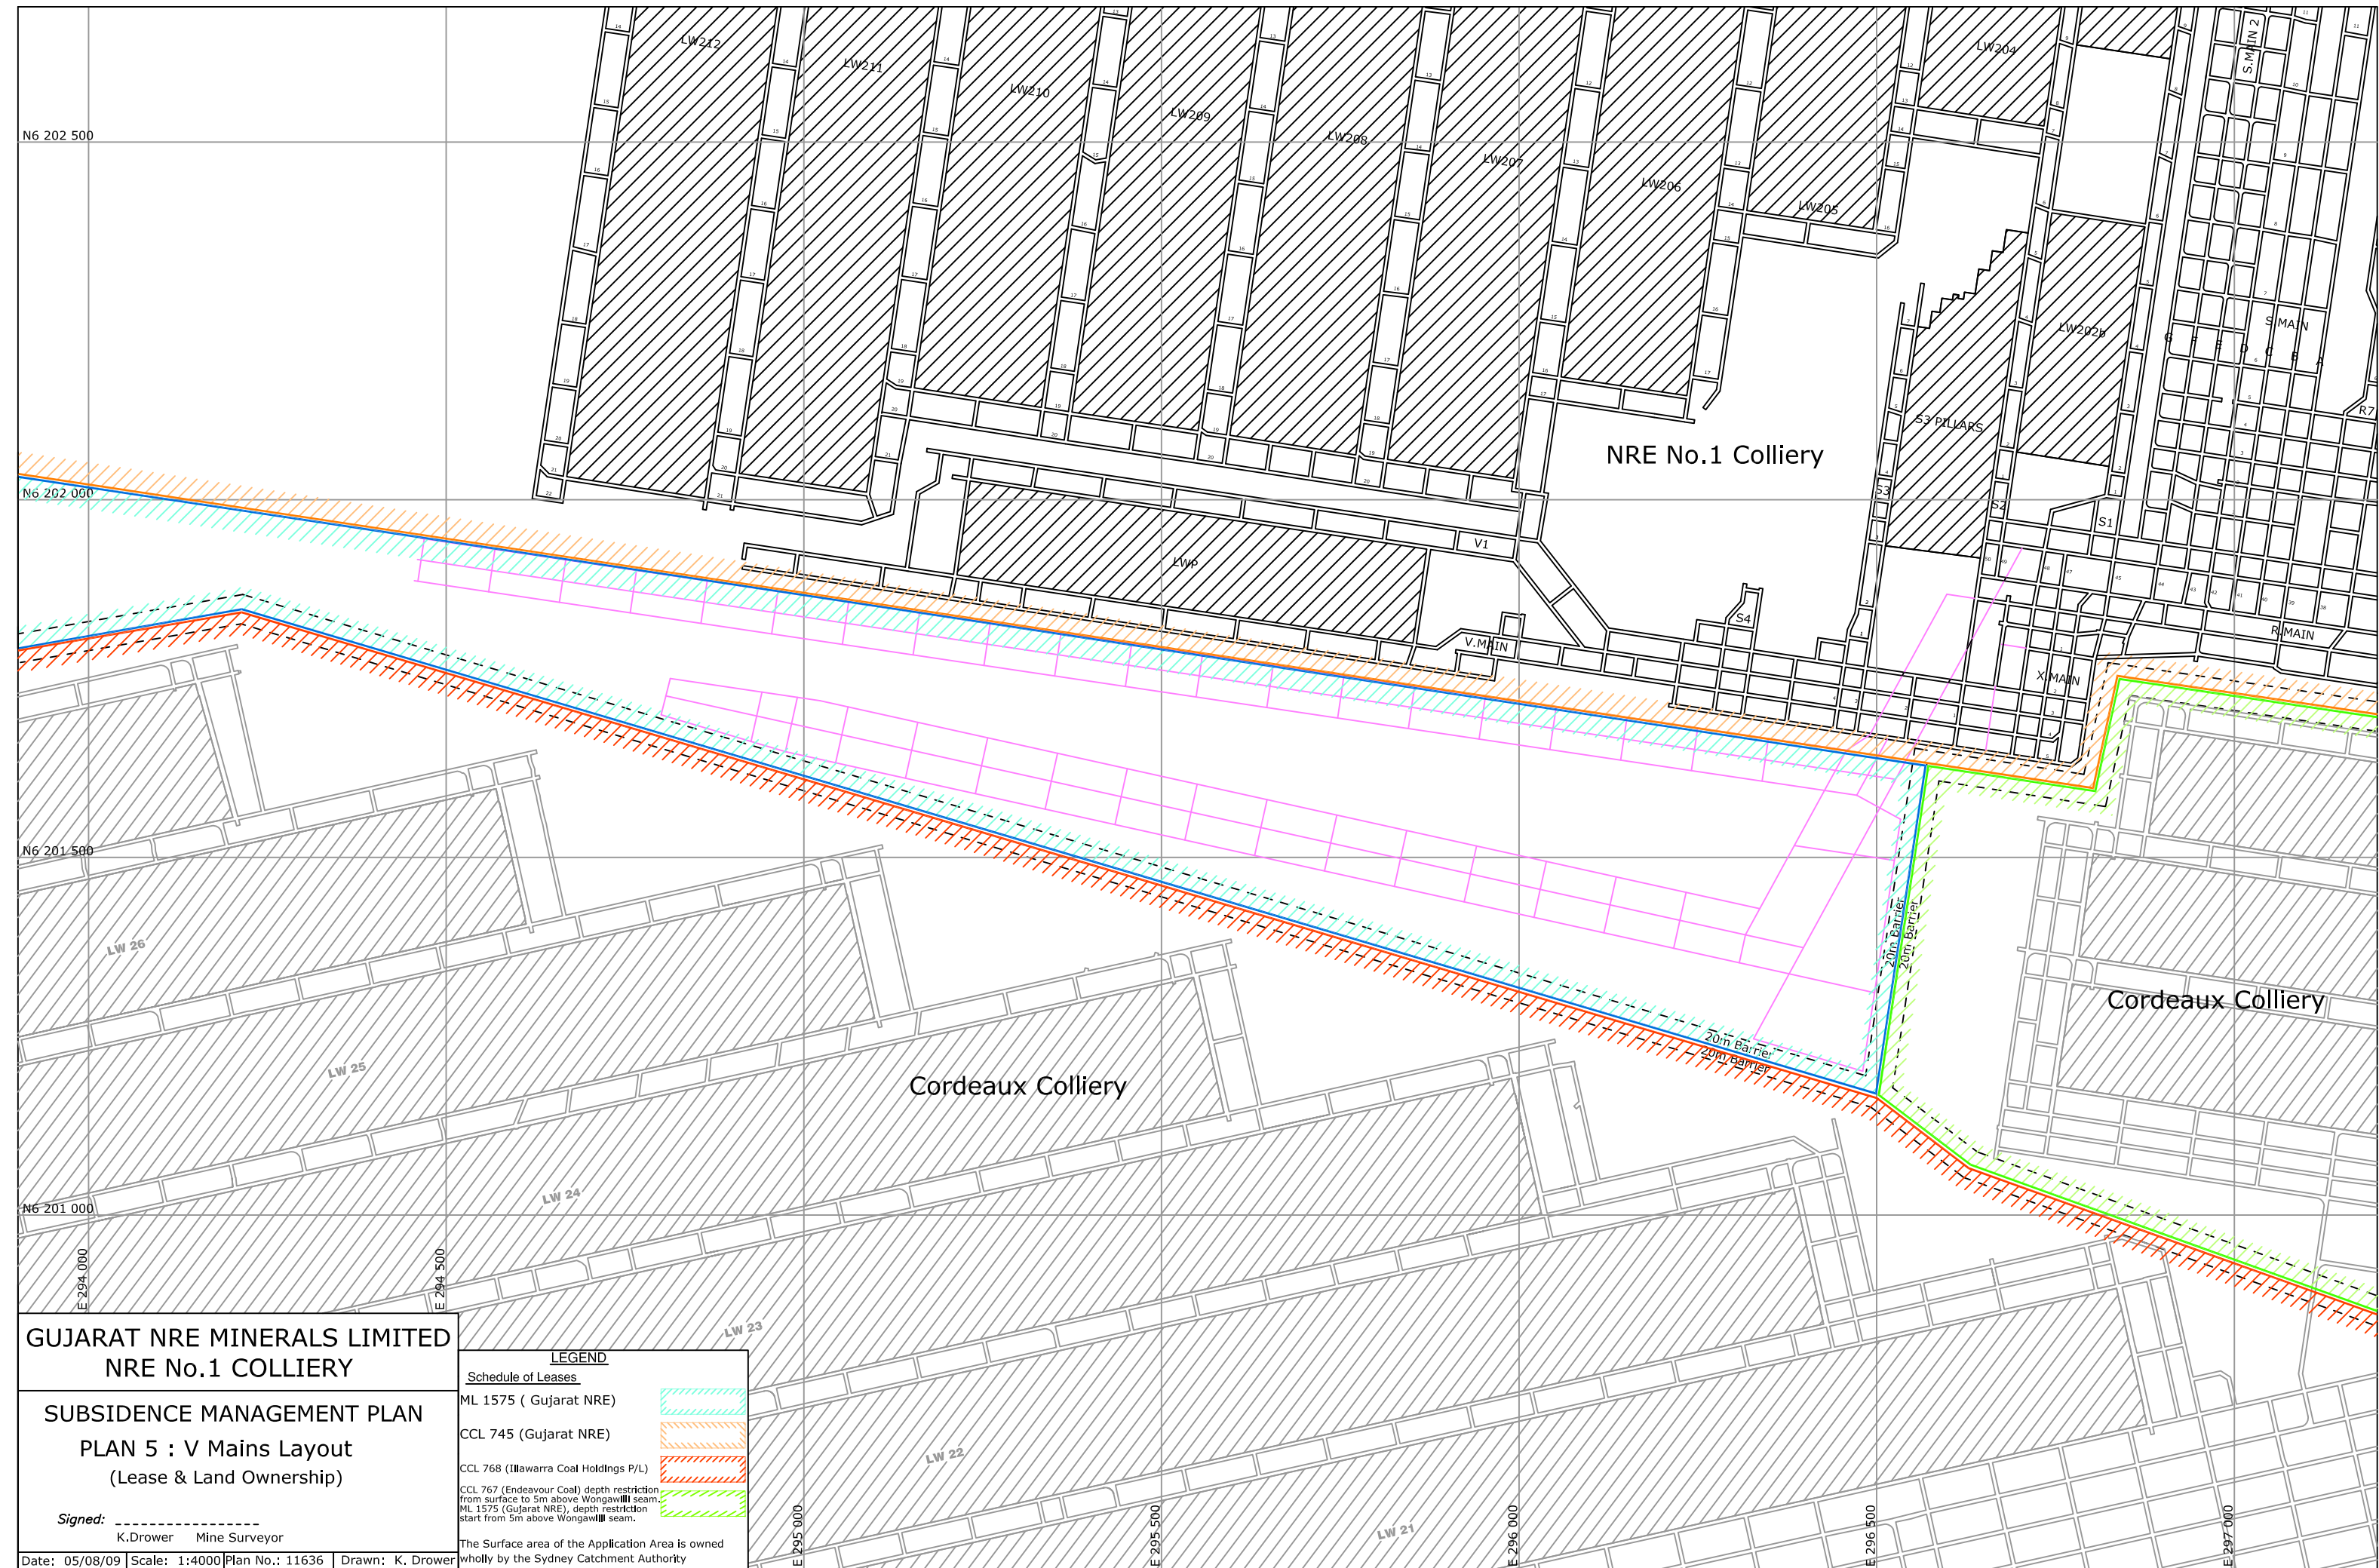 LW212
LW211
LW210
LW209
LW208
LW207
LW206
LW205
LW204
S.MAIN 2
N6 202 500
LW202b
S.MAIN
G F E D C B A
R7
S3 PILLARS
NRE No.1 Colliery
N6 202 000
S3
S2
S1
V1
LWP
S4
V.MAIN
R.MAIN
X.MAIN
N6 201 500
20m Barrier
20m Barrier
LW 26
Cordeaux Colliery
20m Barrier
20m Barrier
LW 25
Cordeaux Colliery
LW 24
N6 201 000
E 294 000
E 294 500
LW 23
LW 22
LW 21
E 295 000
E 295 500
E 296 000
E 296 500
E 297 000
GUJARAT NRE MINERALS LIMITED
NRE No.1 COLLIERY
SUBSIDENCE MANAGEMENT PLAN
PLAN 5 : V Mains Layout
(Lease & Land Ownership)
Signed: _ _ _ _ _ _ _ _ _ _ _ _ _ _ _ _ _
K.Drower Mine Surveyor
Date: 05/08/09 Scale: 1:4000 Plan No.: 11636 Drawn: K. Drower
LEGEND
Schedule of Leases
ML 1575 ( Gujarat NRE)
CCL 745 (Gujarat NRE)
CCL 768 (Illawarra Coal Holdings P/L)
CCL 767 (Endeavour Coal) depth restriction
from surface to 5m above Wongawilli seam.
ML 1575 (Gujarat NRE), depth restriction
start from 5m above Wongawilli seam.
The Surface area of the Application Area is owned
wholly by the Sydney Catchment Authority